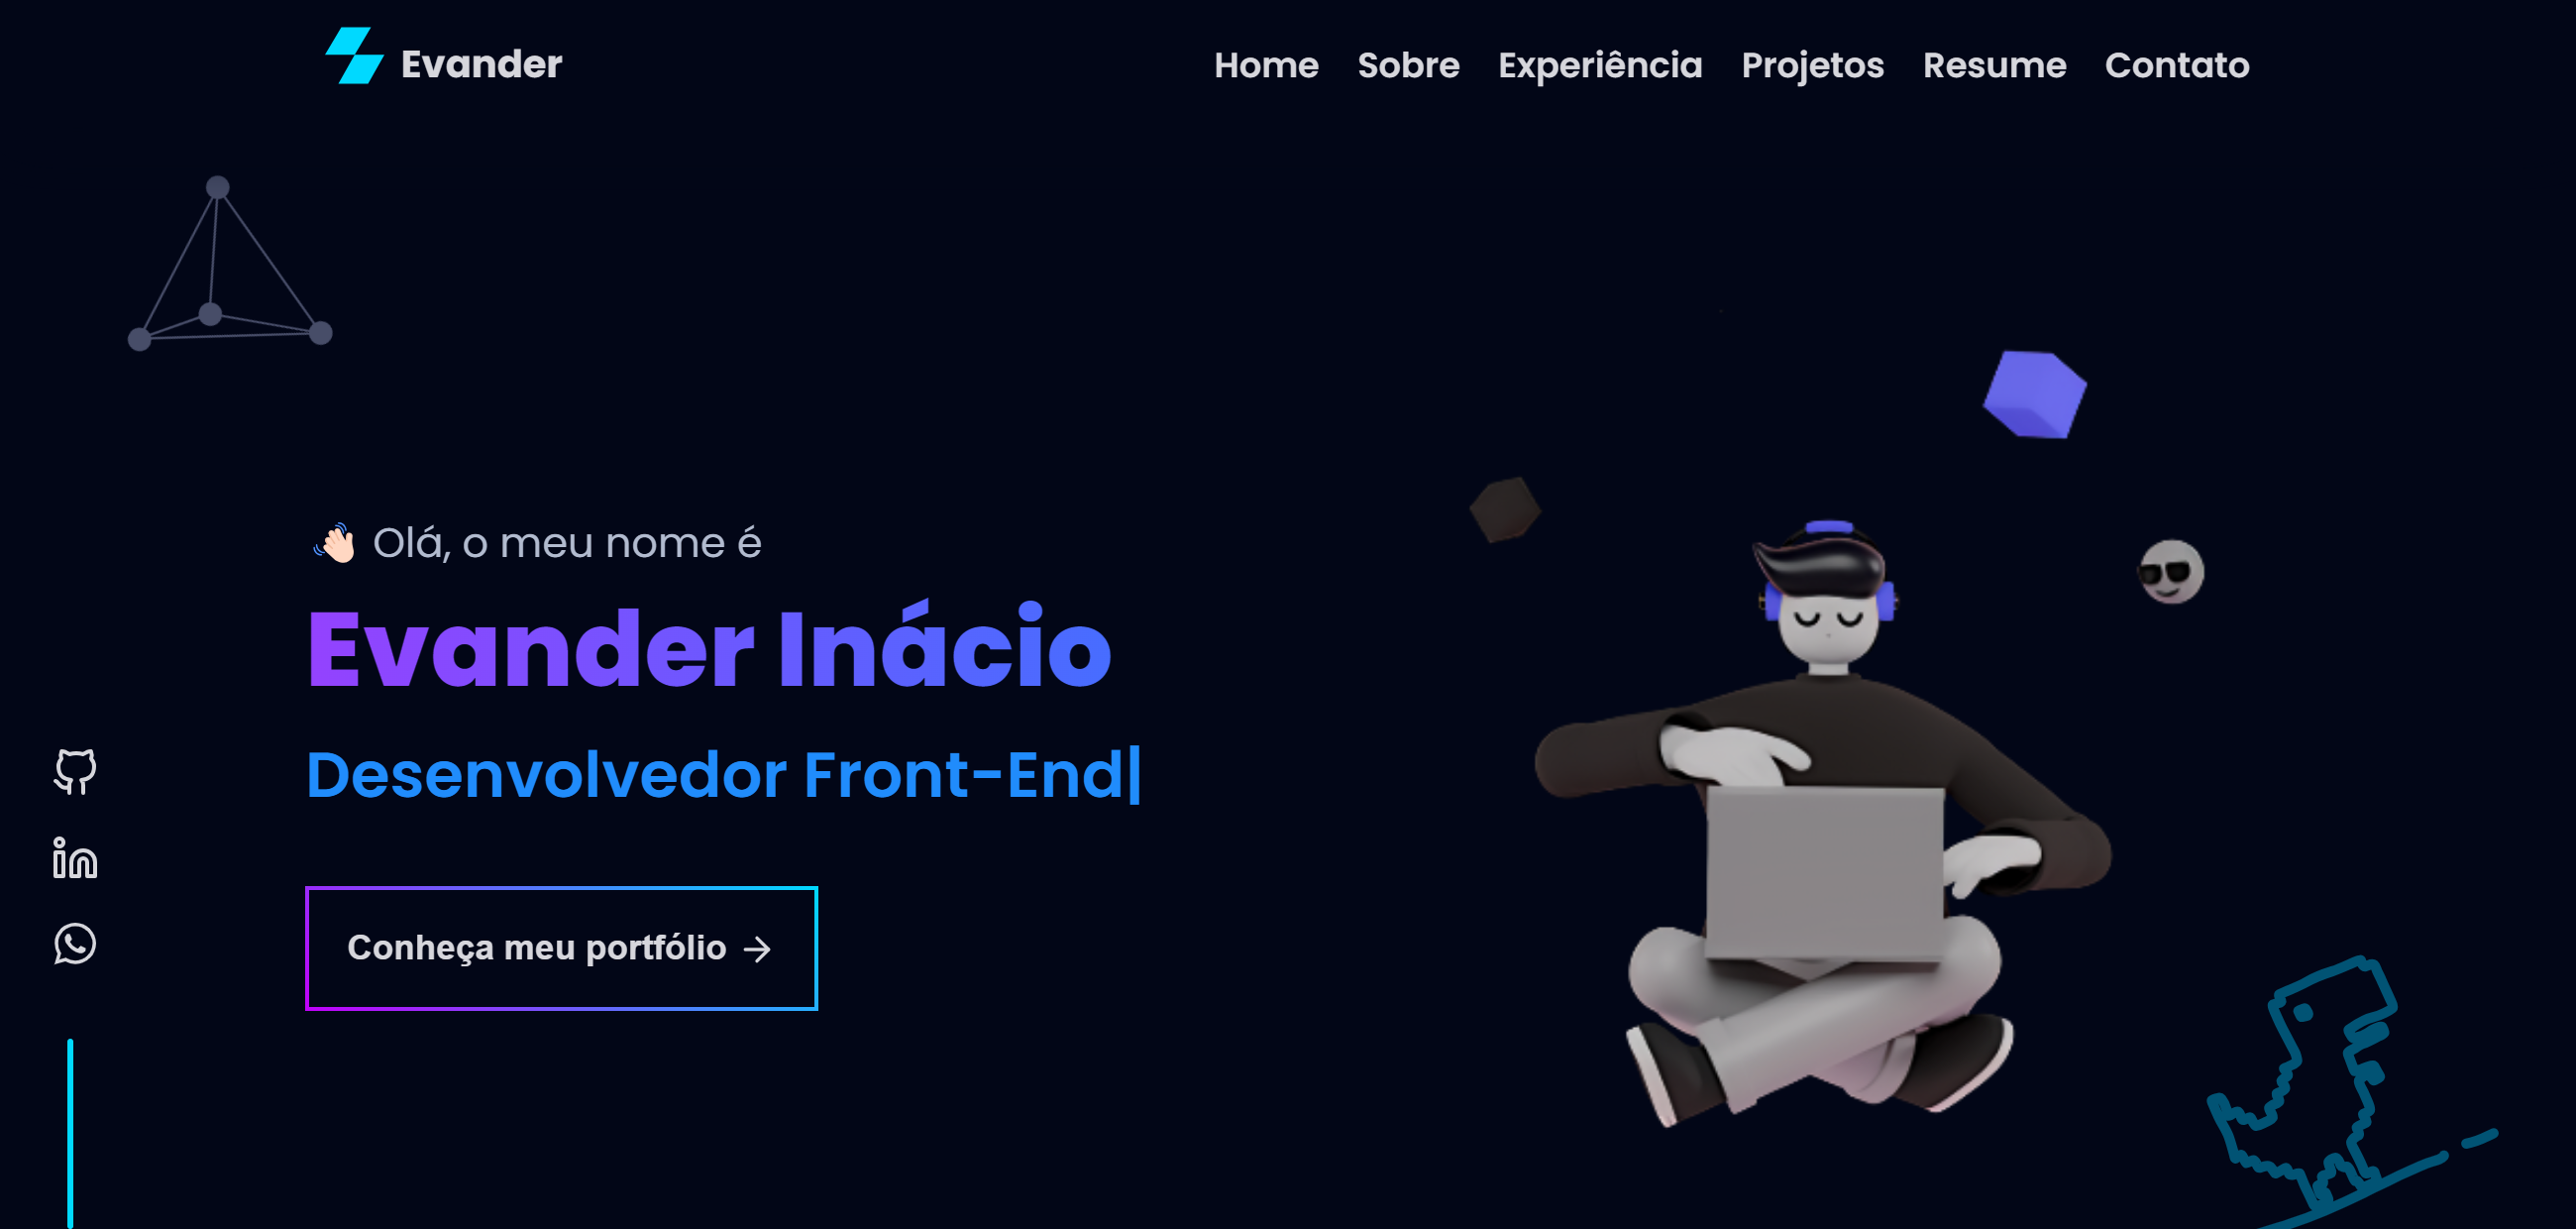 Evander
Home Sobre Experiência Projetos Resume Contato
👋🏻 Olá, o meu nome é
Evander Inácio
Desenvolvedor Front-End|
Conheça meu portfólio →